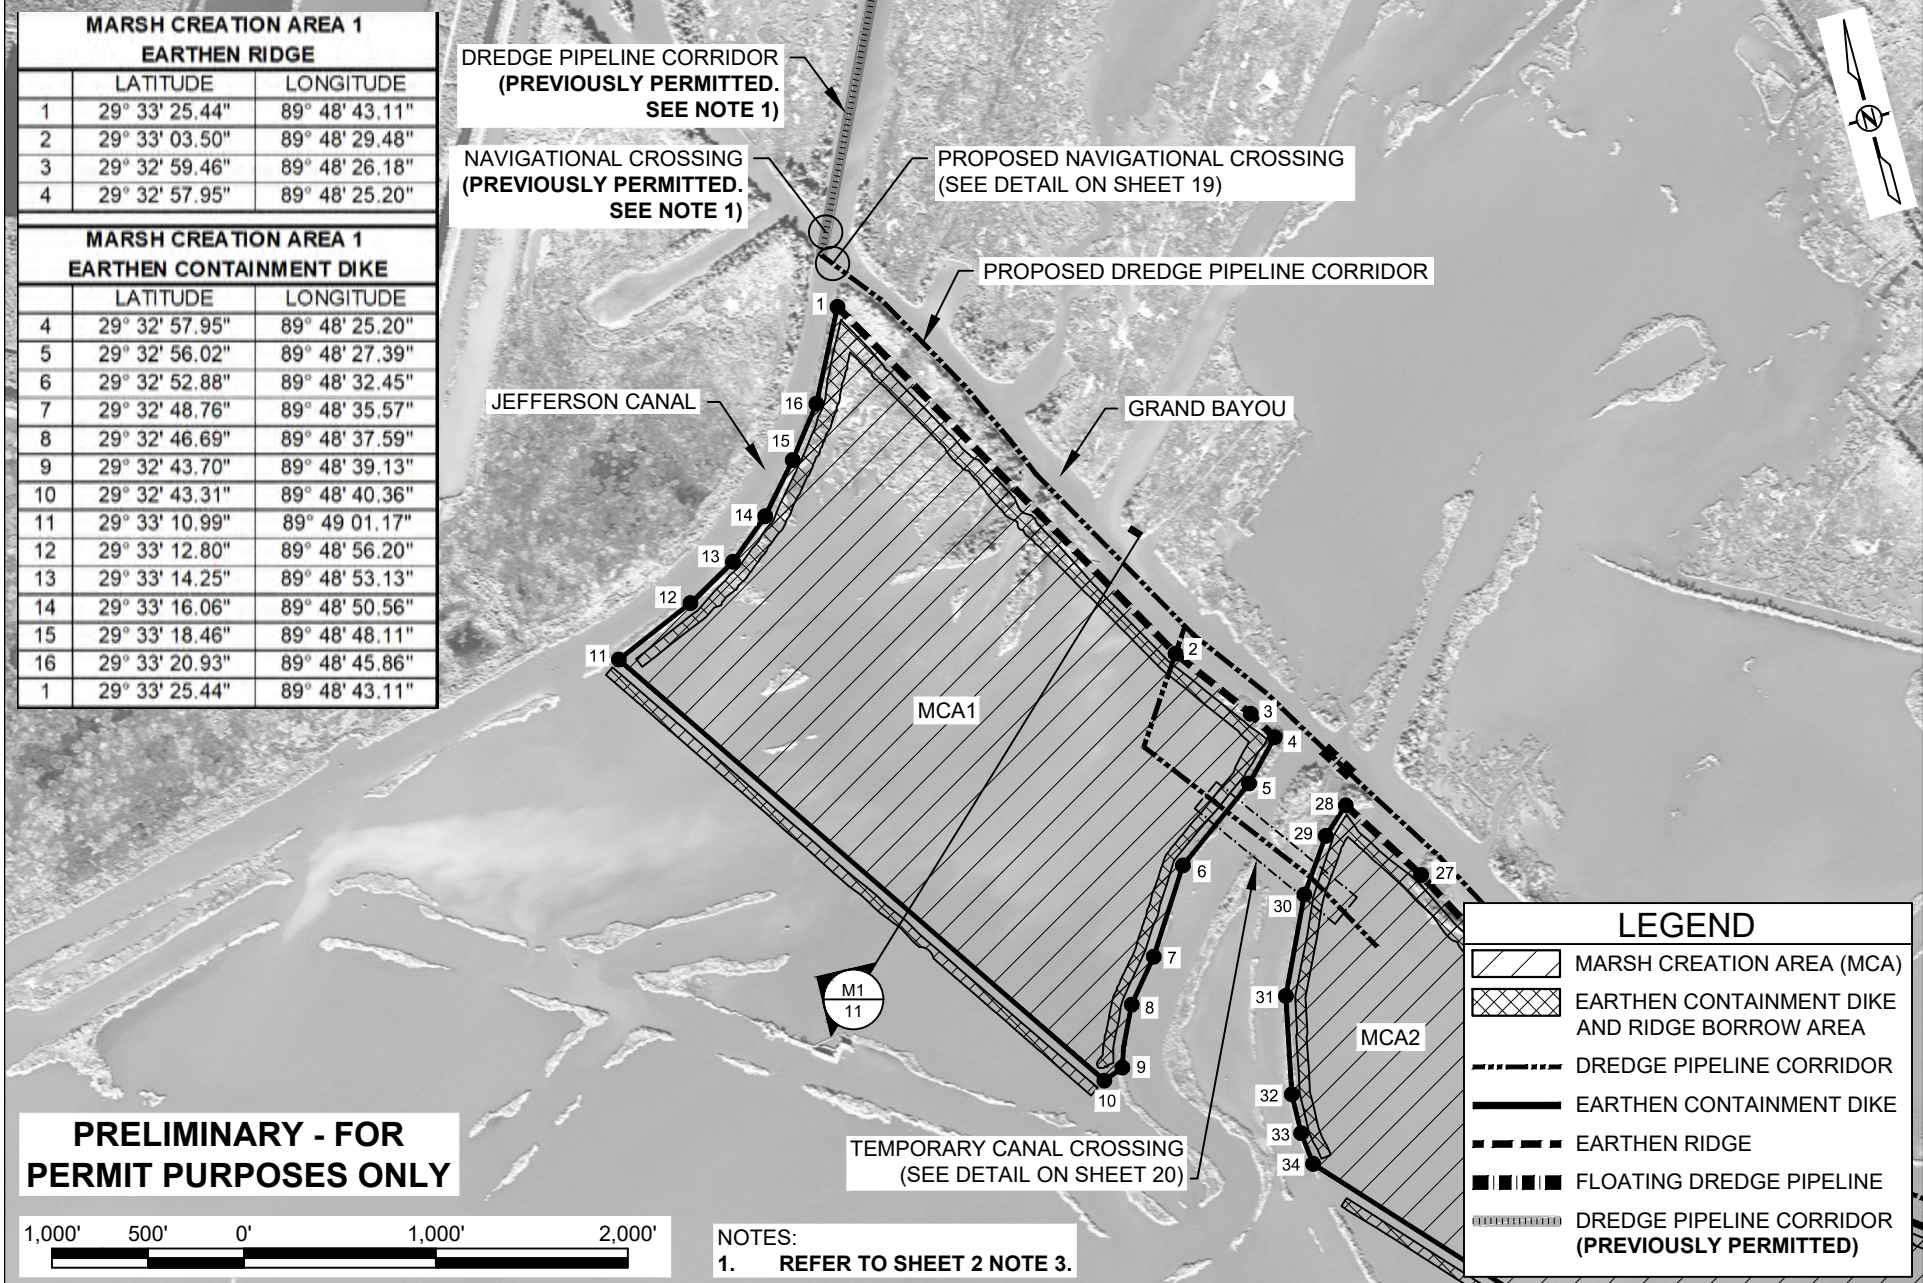 MARSH CREATION AREA 1
EARTHEN RIDGE
LATITUDE LONGITUDE
1 29° 33' 25.44" 89° 48' 43.11"
2 29° 33' 03.50" 89° 48' 29.48"
3 29° 32' 59.46" 89° 48' 26.18"
4 29° 32' 57.95" 89° 48' 25.20"
MARSH CREATION AREA 1
EARTHEN CONTAINMENT DIKE
LATITUDE LONGITUDE
4 29° 32' 57.95" 89° 48' 25.20"
5 29° 32' 56.02" 89° 48' 27.39"
6 29° 32' 52.88" 89° 48' 32.45"
7 29° 32' 48.76" 89° 48' 35.57"
8 29° 32' 46.69" 89° 48' 37.59"
9 29° 32' 43.70" 89° 48' 39.13"
10 29° 32' 43.31" 89° 48' 40.36"
11 29° 33' 10.99" 89° 49' 01.17"
12 29° 33' 12.80" 89° 48' 56.20"
13 29° 33' 14.25" 89° 48' 53.13"
14 29° 33' 16.06" 89° 48' 50.56"
15 29° 33' 18.46" 89° 48' 48.11"
16 29° 33' 20.93" 89° 48' 45.86"
1 29° 33' 25.44" 89° 48' 43.11"
DREDGE PIPELINE CORRIDOR
(PREVIOUSLY PERMITTED.
SEE NOTE 1)
NAVIGATIONAL CROSSING
(PREVIOUSLY PERMITTED.
SEE NOTE 1)
PROPOSED NAVIGATIONAL CROSSING
(SEE DETAIL ON SHEET 19)
N
PROPOSED DREDGE PIPELINE CORRIDOR
JEFFERSON CANAL
GRAND BAYOU
1
16
15
14
13
12
11
2
3
4
5
6
7
8
9
10
MCA1
28
29
27
30
31
32
33
34
MCA2
M1
11
TEMPORARY CANAL CROSSING
(SEE DETAIL ON SHEET 20)
PRELIMINARY - FOR
PERMIT PURPOSES ONLY
1,000' 500' 0' 1,000' 2,000'
NOTES:
1. REFER TO SHEET 2 NOTE 3.
LEGEND
MARSH CREATION AREA (MCA)
EARTHEN CONTAINMENT DIKE
AND RIDGE BORROW AREA
DREDGE PIPELINE CORRIDOR
EARTHEN CONTAINMENT DIKE
EARTHEN RIDGE
FLOATING DREDGE PIPELINE
DREDGE PIPELINE CORRIDOR
(PREVIOUSLY PERMITTED)